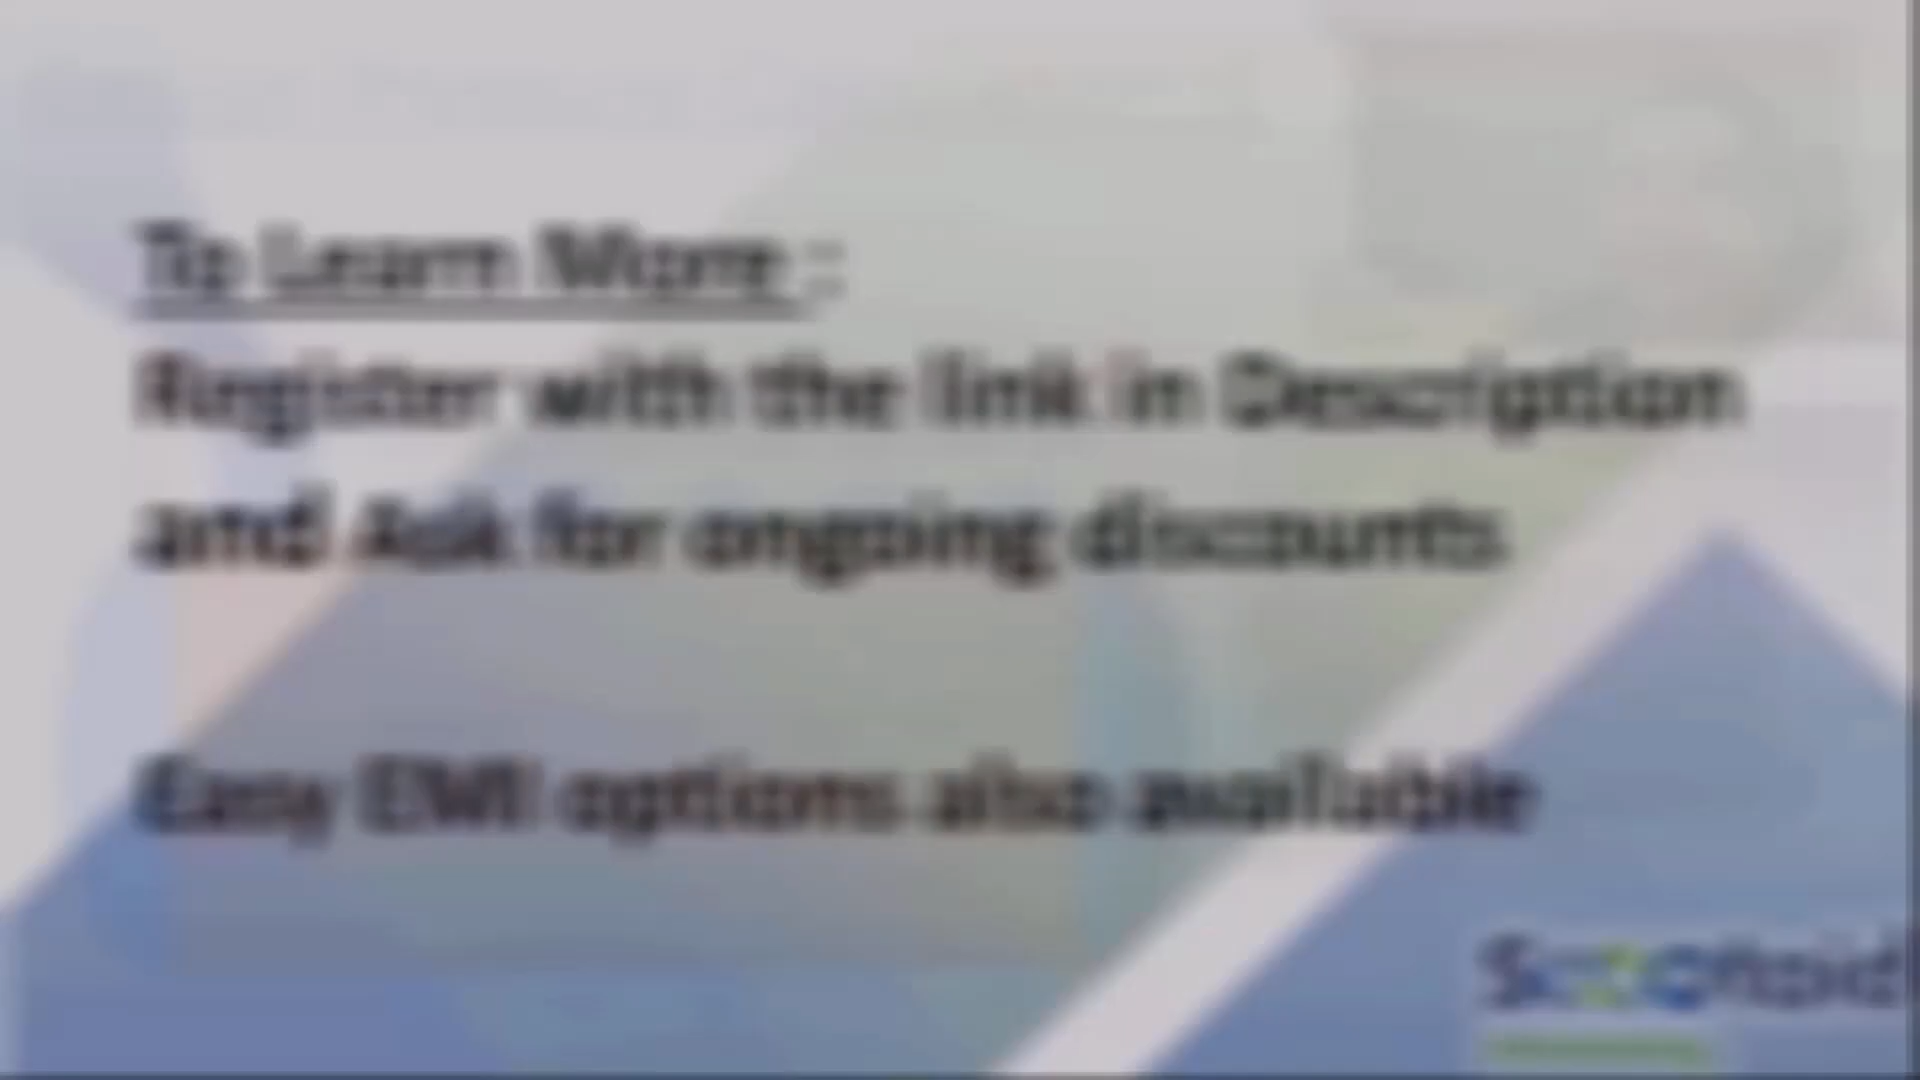 To Learn More :
Register with the link in Description
and Ask for ongoing discounts
Easy EMI options also available